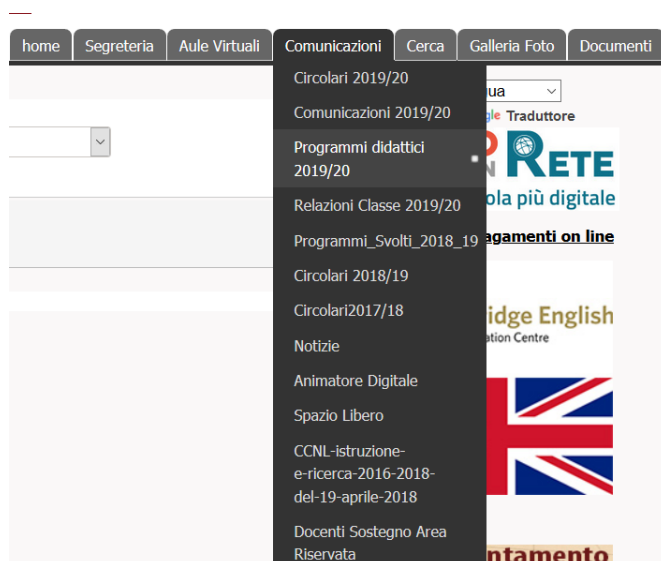 home Segreteria Aule Virtuali Comunicazioni Cerca Galleria Foto Documenti
Circolari 2019/20
Comunicazioni 2019/20
Programmi didattici
2019/20
Relazioni Classe 2019/20
Programmi_Svolti_2018_19
Circolari 2018/19
Circolari2017/18
Notizie
Animatore Digitale
Spazio Libero
CCNL-istruzione-
e-ricerca-2016-2018-
del-19-aprile-2018
Docenti Sostegno Area
Riservata
ua
gle Traduttore
RETE
ola più digitale
agamenti on line
idge English
ation Centre
ntamento